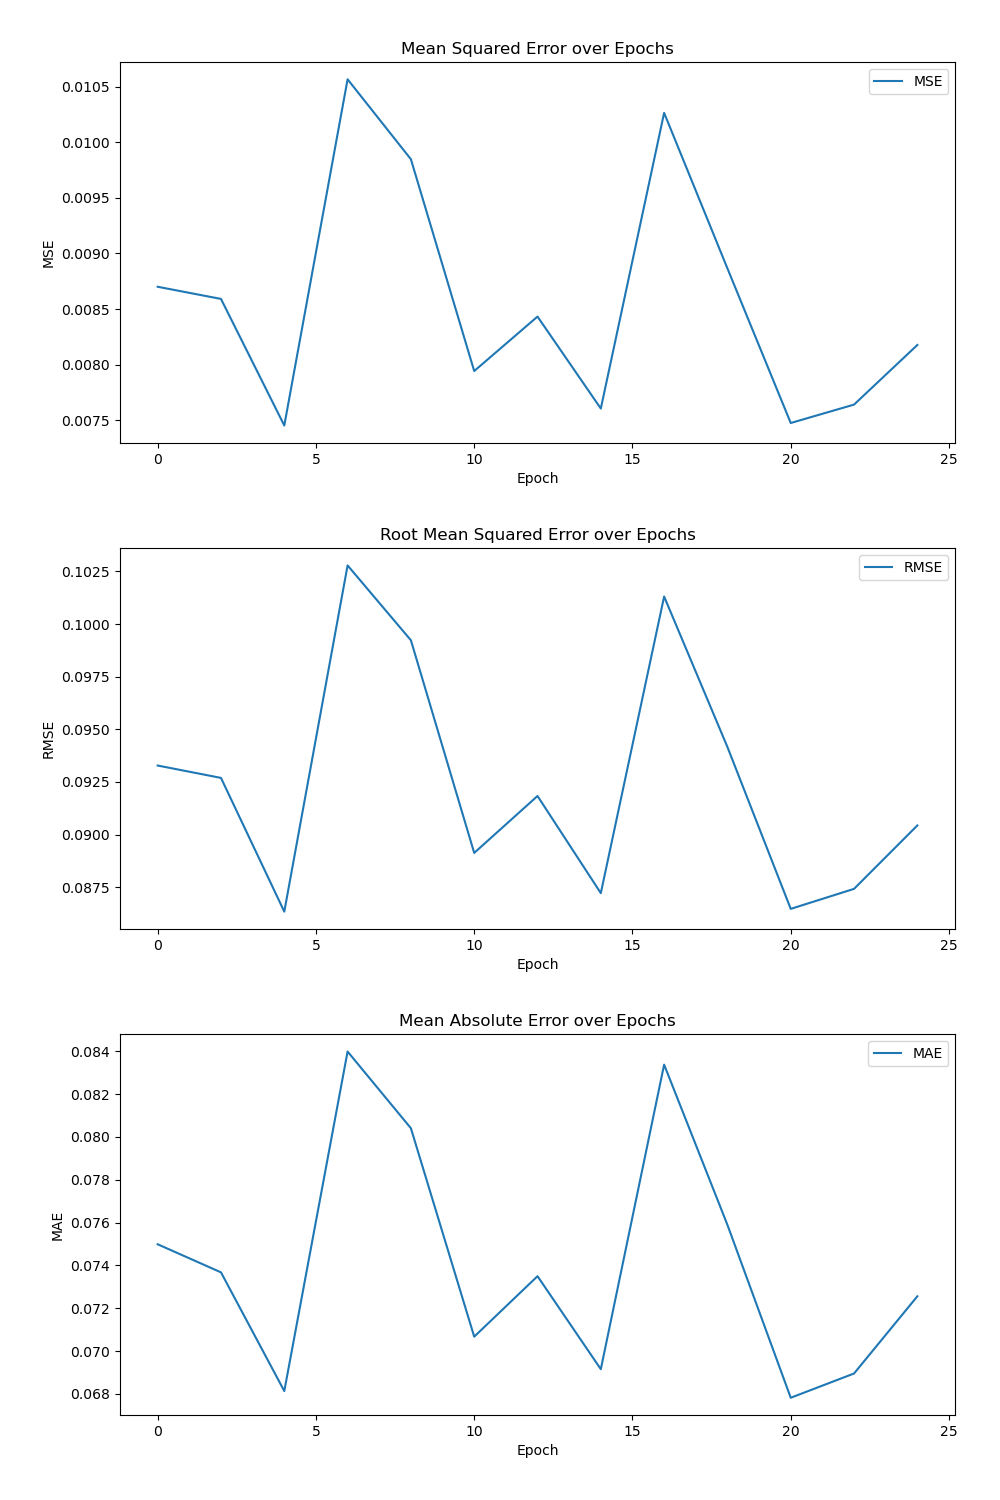 Mean Squared Error over Epochs
MSE
0.0105
0.0100
0.0095
0.0090
0.0085
0.0080
0.0075
MSE
0 5 10 15 20 25
Epoch
Root Mean Squared Error over Epochs
RMSE
0.1025
0.1000
0.0975
0.0950
0.0925
0.0900
0.0875
RMSE
0 5 10 15 20 25
Epoch
Mean Absolute Error over Epochs
MAE
0.084
0.082
0.080
0.078
0.076
0.074
0.072
0.070
0.068
MAE
0 5 10 15 20 25
Epoch